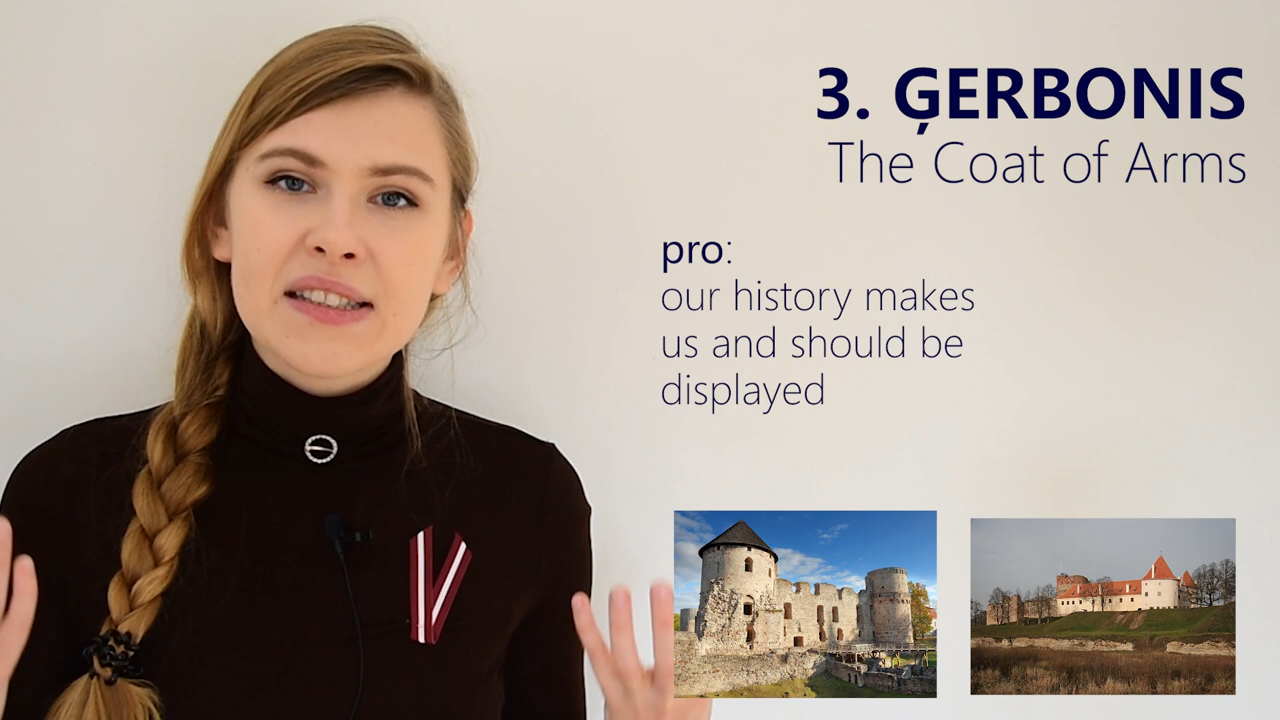 3. ĢERBONIS
The Coat of Arms
pro:
our history makes
us and should be
displayed